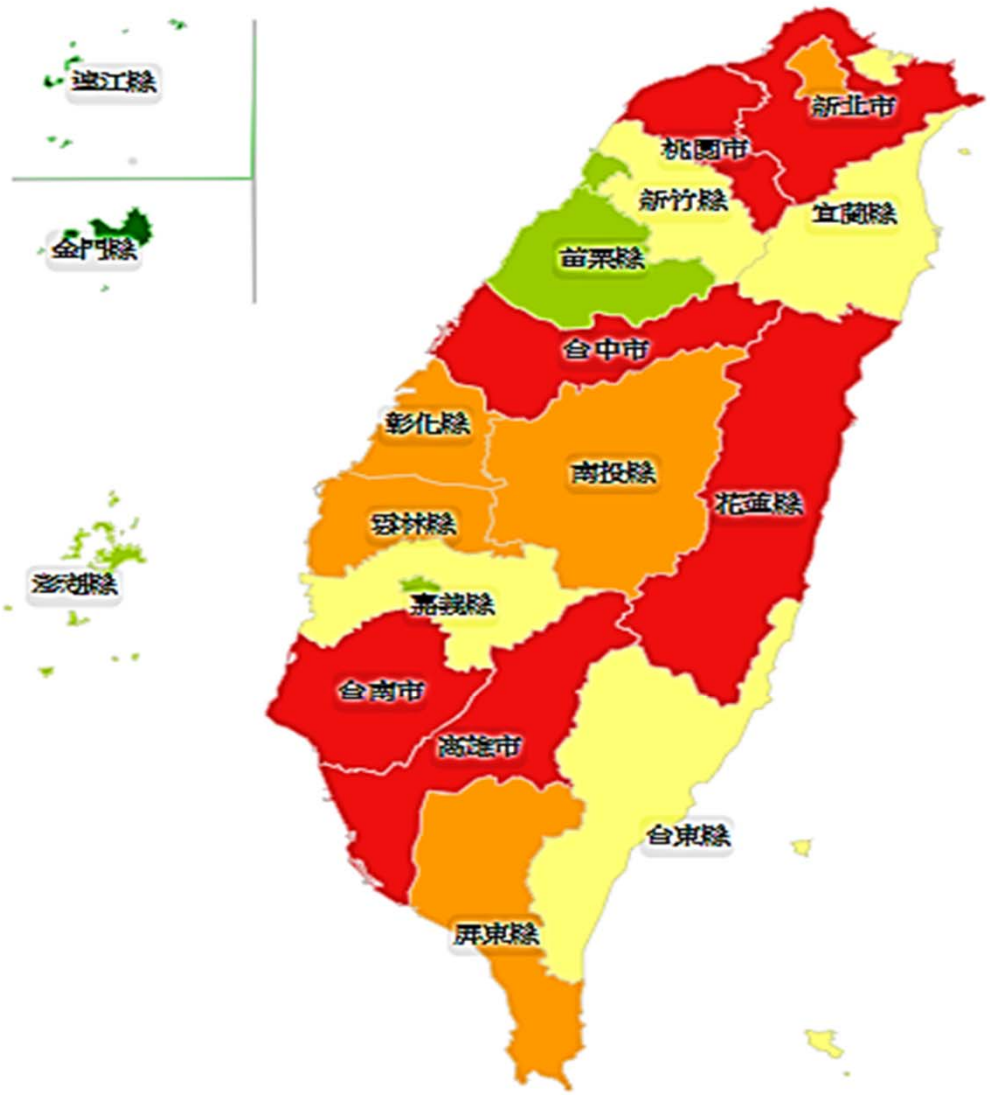 連江縣
新北市
桃園市
新竹縣
宜蘭縣
金門縣
苗栗縣
台中市
彰化縣
南投縣
花蓮縣
雲林縣
澎湖縣
嘉義縣
台南市
高雄市
台東縣
屏東縣